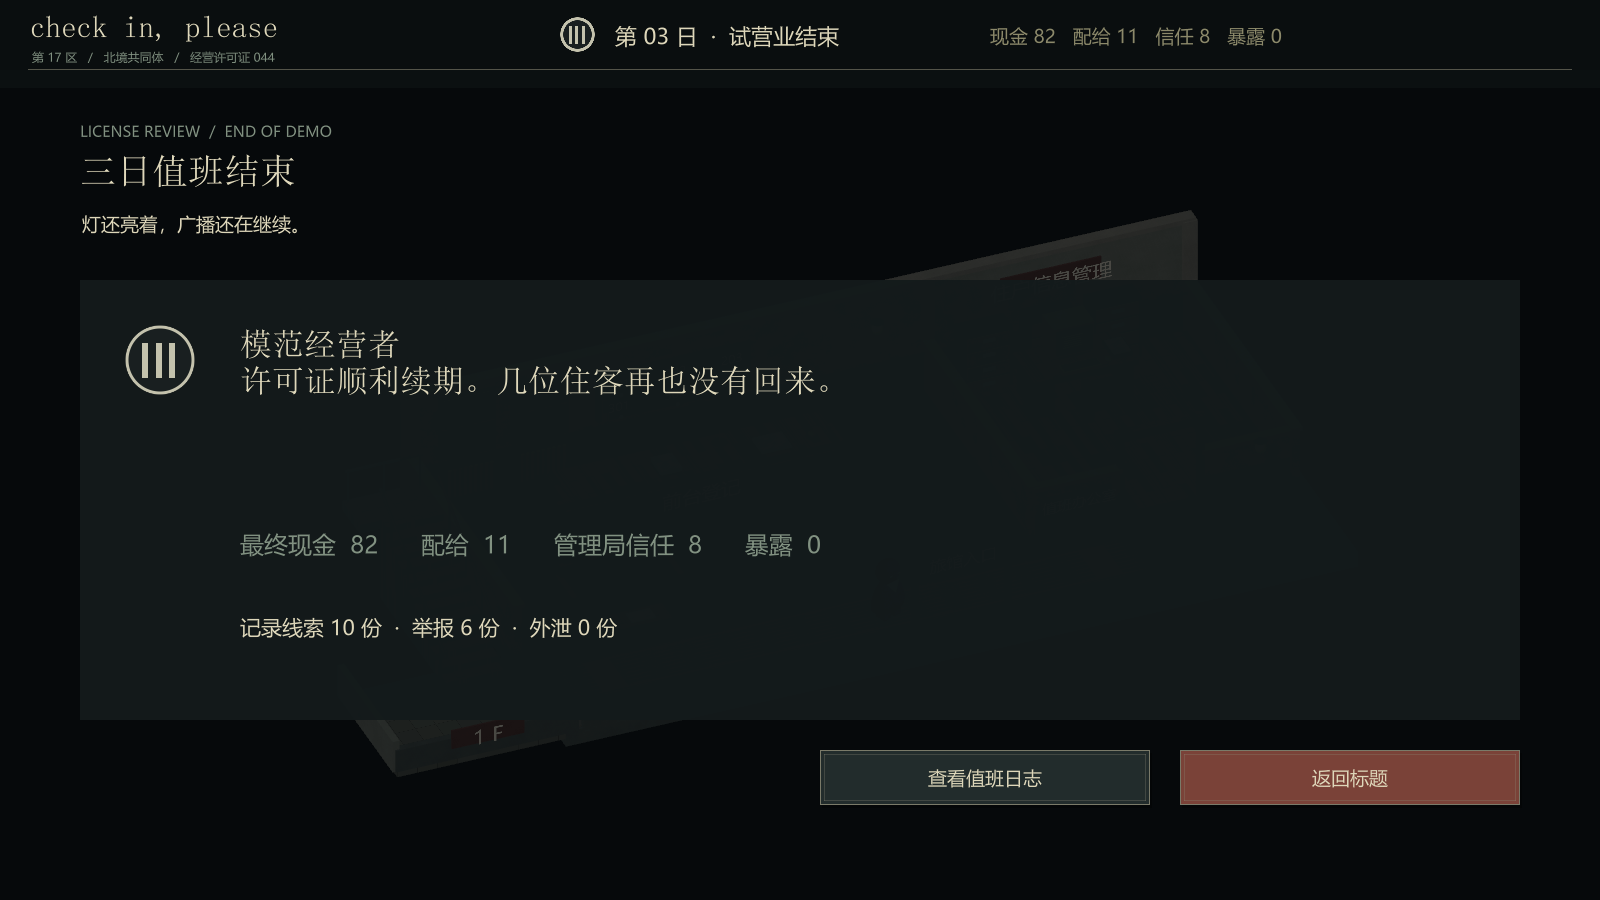 check in, please
第 17 区 / 北境共同体 / 经营许可证 044
第 03 日 · 试营业结束
现金 82 配给 11 信任 8 暴露 0
LICENSE REVIEW / END OF DEMO
三日值班结束
灯还亮着，广播还在继续。
信息管理
模范经营者
许可证顺利续期。几位住客再也没有回来。
最终现金 82 配给 11 管理局信任 8 暴露 0
记录线索 10 份 · 举报 6 份 · 外泄 0 份
1 F
查看值班日志
返回标题